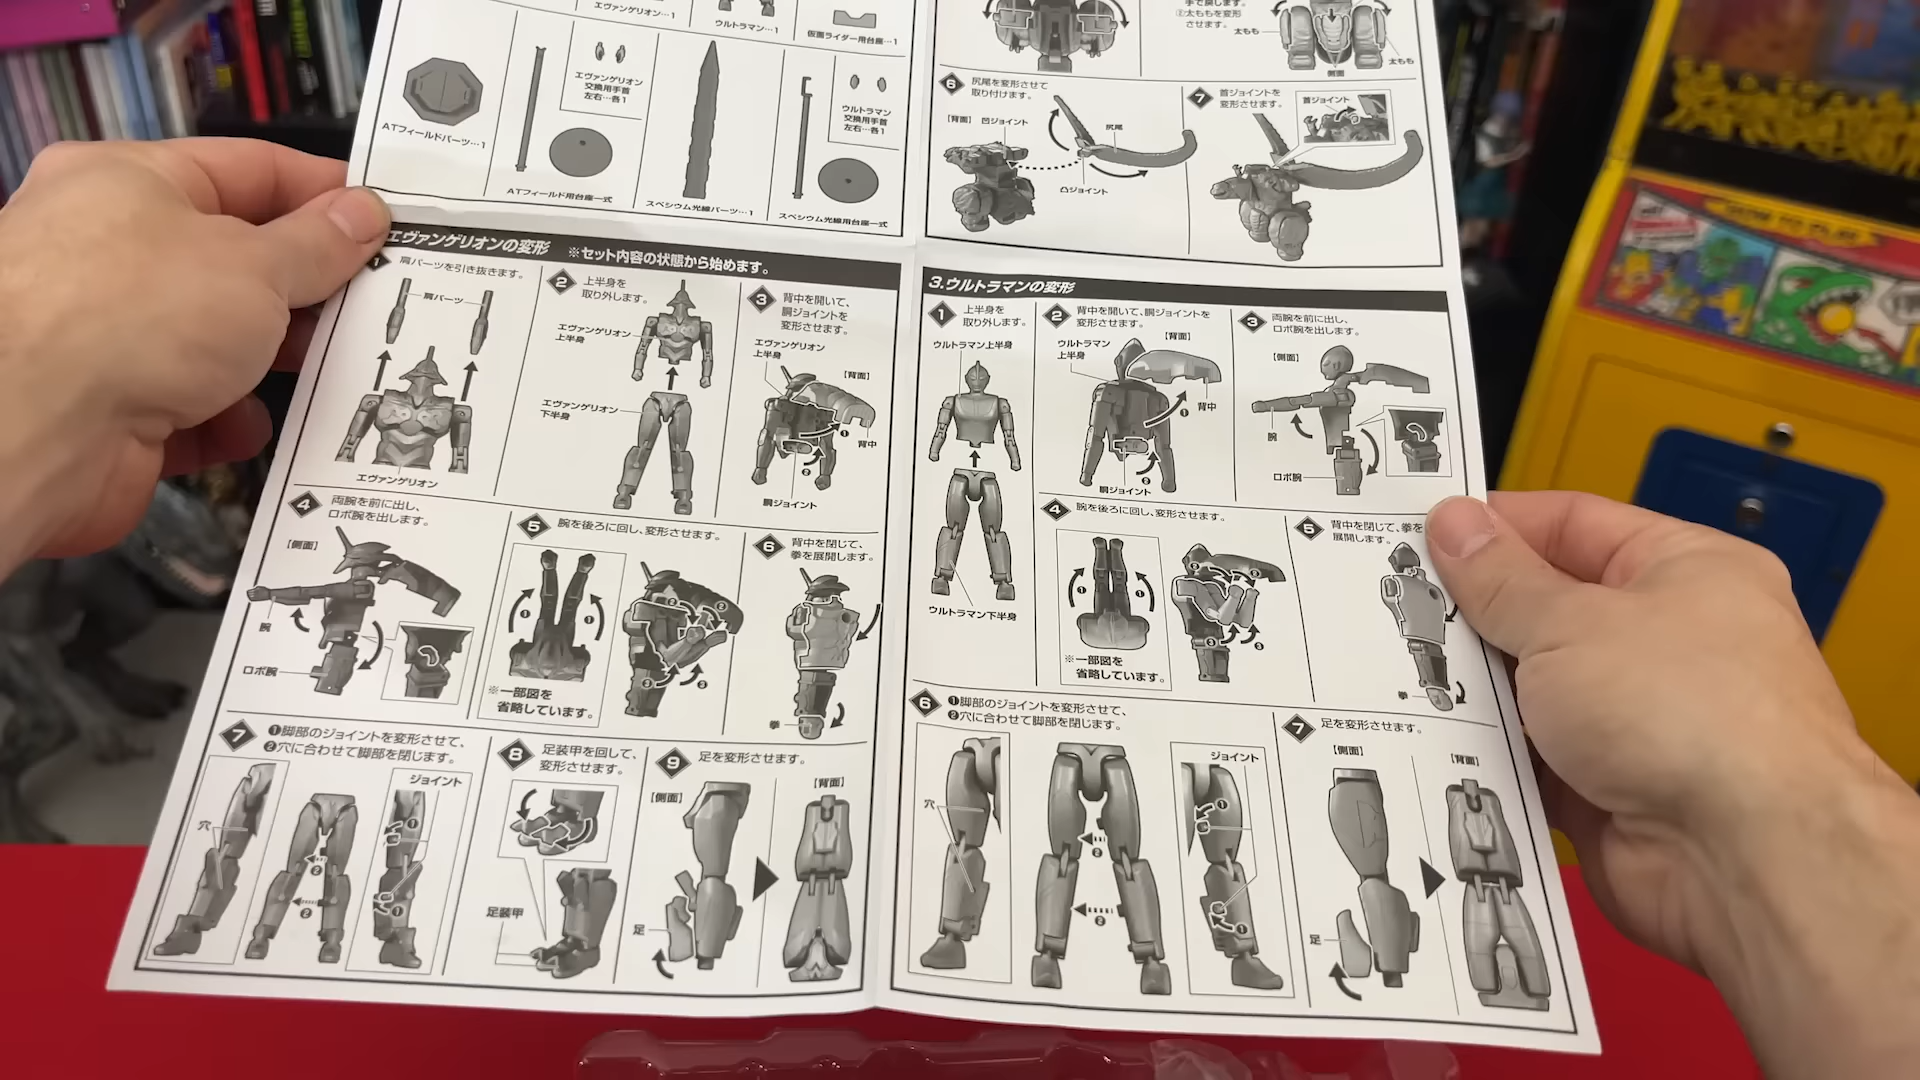 エヴァンゲリオン…1
ウルトラマン…1
仮面ライダー用台座…1
ATフィールドパーツ…1
エヴァンゲリオン
交換用手首
左右…各1
ATフィールド用台座一式
スペシウム光線パーツ…1
ウルトラマン
交換用手首
左右…各1
スペシウム光線用台座一式
手で戻します。
②太ももを変形
させます。
太もも
太もも
側面
6 尻尾を変形させて
取り付けます。
【背面】 凹ジョイント
尻尾
凸ジョイント
7 首ジョイントを
変形させます。
首ジョイント
エヴァンゲリオンの変形 ※セット内容の状態から始めます。
1 肩パーツを引き抜きます。
肩パーツ
エヴァンゲリオン
2 上半身を
取り外します。
エヴァンゲリオン
上半身
エヴァンゲリオン
下半身
3 背中を開いて、
胴ジョイントを
変形させます。
エヴァンゲリオン
上半身
【背面】
背中
胴ジョイント
4 両腕を前に出し、
ロボ腕を出します。
【側面】
腕
ロボ腕
5 腕を後ろに回し、変形させます。
※一部図を
省略しています。
6 背中を閉じて、
拳を展開します。
拳
7 ❶脚部のジョイントを変形させて、
❷穴に合わせて脚部を閉じます。
ジョイント
穴
8 足装甲を回して、
変形させます。
足装甲
9 足を変形させます。
【側面】
【背面】
足
3.ウルトラマンの変形
1 上半身を
取り外します。
ウルトラマン上半身
ウルトラマン下半身
2 背中を開いて、胴ジョイントを
変形させます。
ウルトラマン
上半身
【背面】
背中
胴ジョイント
3 両腕を前に出し、
ロボ腕を出します。
【側面】
腕
ロボ腕
4 腕を後ろに回し、変形させます。
※一部図を
省略しています。
5 背中を閉じて、拳を
展開します。
拳
6 ❶脚部のジョイントを変形させて、
❷穴に合わせて脚部を閉じます。
穴
ジョイント
7 足を変形させます。
【側面】
【背面】
足
HOW TO PLAY